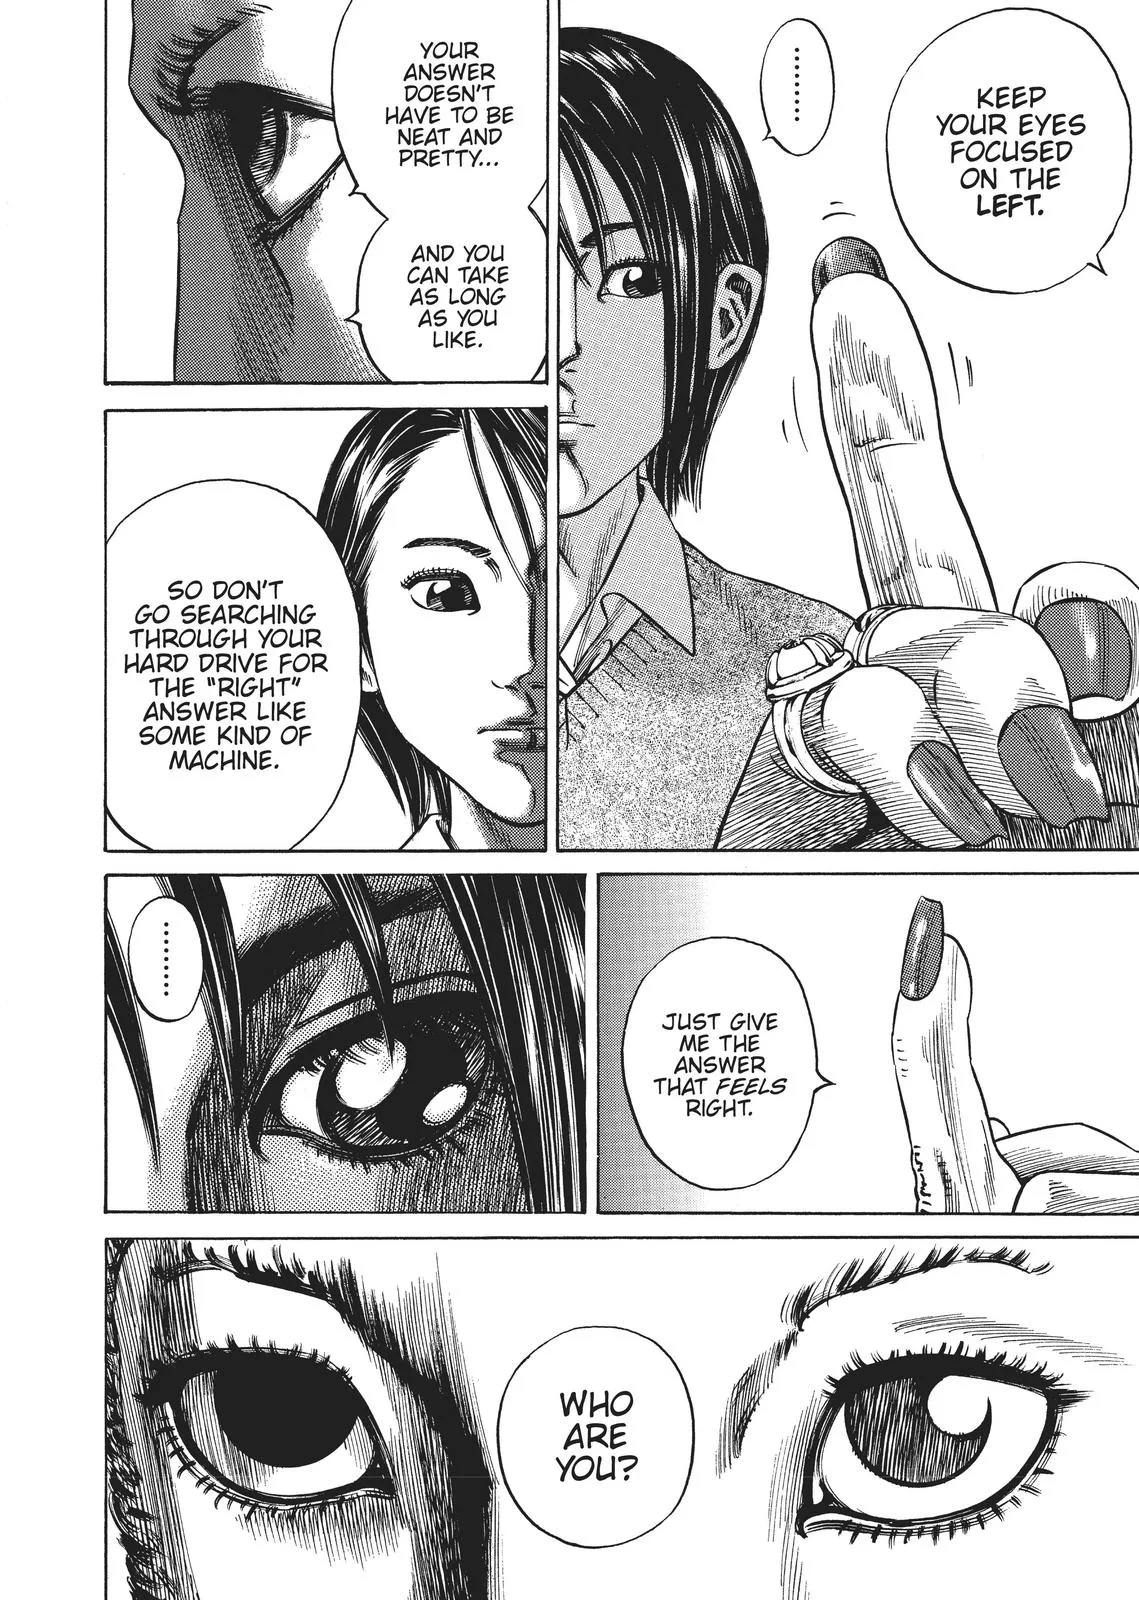 KEEP
YOUR EYES
FOCUSED
ON THE
LEFT.
.........
YOUR
ANSWER
DOESN'T
HAVE TO BE
NEAT AND
PRETTY...
AND YOU
CAN TAKE
AS LONG
AS YOU
LIKE.
SO DON'T
GO SEARCHING
THROUGH YOUR
HARD DRIVE FOR
THE "RIGHT"
ANSWER LIKE
SOME KIND OF
MACHINE.
JUST GIVE
ME THE
ANSWER
THAT FEELS
RIGHT.
.........
WHO
ARE
YOU?